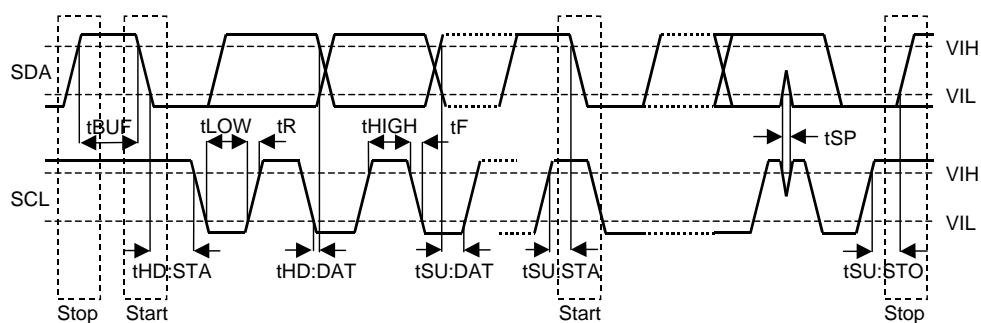 VIH
SDA
VIL
tBUF tLOW tR tHIGH tF tSP
VIH
SCL
VIL
tHD:STA tHD:DAT tSU:DAT tSU:STA tSU:STO
Stop Start Start Stop